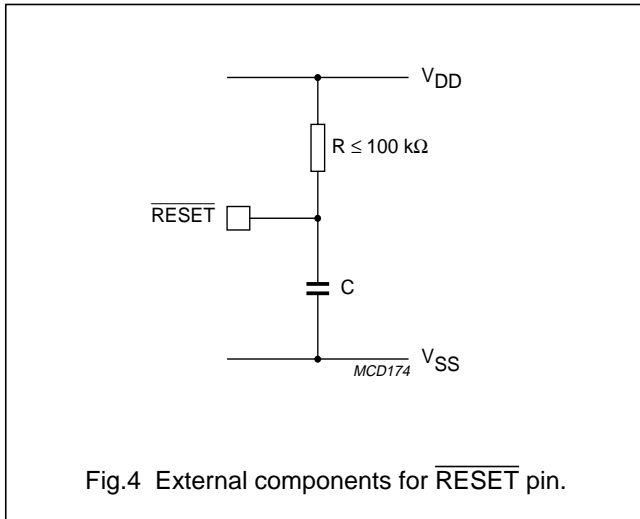 VDD
R ≤ 100 kΩ
RESET
C
VSS
MCD174
Fig.4 External components for RESET pin.